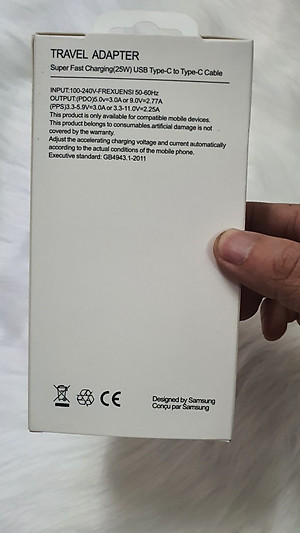 TRAVEL ADAPTER
Super Fast Charging(25W) USB Type-C to Type-C Cable
INPUT:100-240V-FREXUENSI 50-60Hz
OUTPUT:(PDO)5.0v=3.0A or 9.0V=2.77A
(PPS)3.3-5.9V=3.0A or 3.3-11.0V=2.25A
This product is only available for compatible mobile devices.
This product belongs to consumables.artificial damage is not
covered by the warranty.
Adjust the accelerating charging voltage and current automatically
according to the actual conditions of the mobile phone.
Executive standard: GB4943.1-2011
CE
Designed by Samsung
Conçu par Samsung